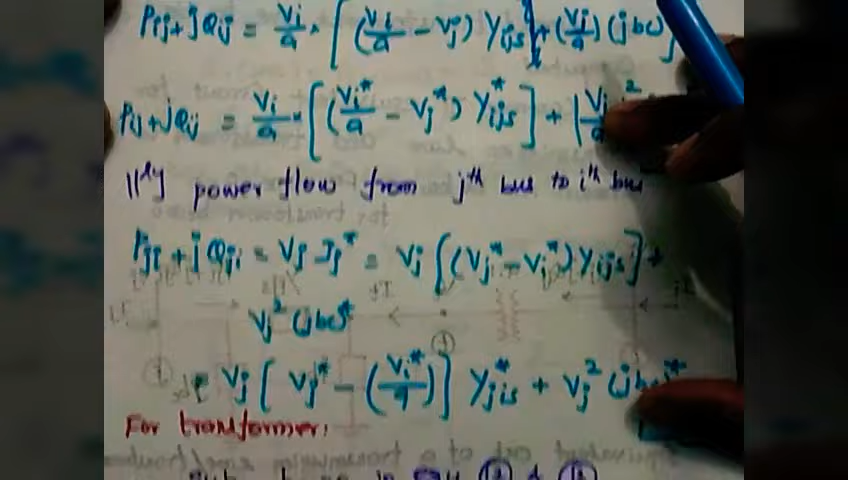 Pij+jQij = Vi/a * [ (Vi/a - Vj) Yijs + (Vi/a) (jbc)]
Pij+jQij = Vi/a * [(Vi*/a - Vj*) Yijs*] + |Vi/a|²
||ly power flow from jth bus to ith bus
Pji + jQji = Vj Ij* = Vj [(Vj* - Vi*) Yijs] +
Vj² (jbc)*
= Vj [ Vj* - (Vi*/a)] Yjis* + Vj² (jbc)*
For transformer: